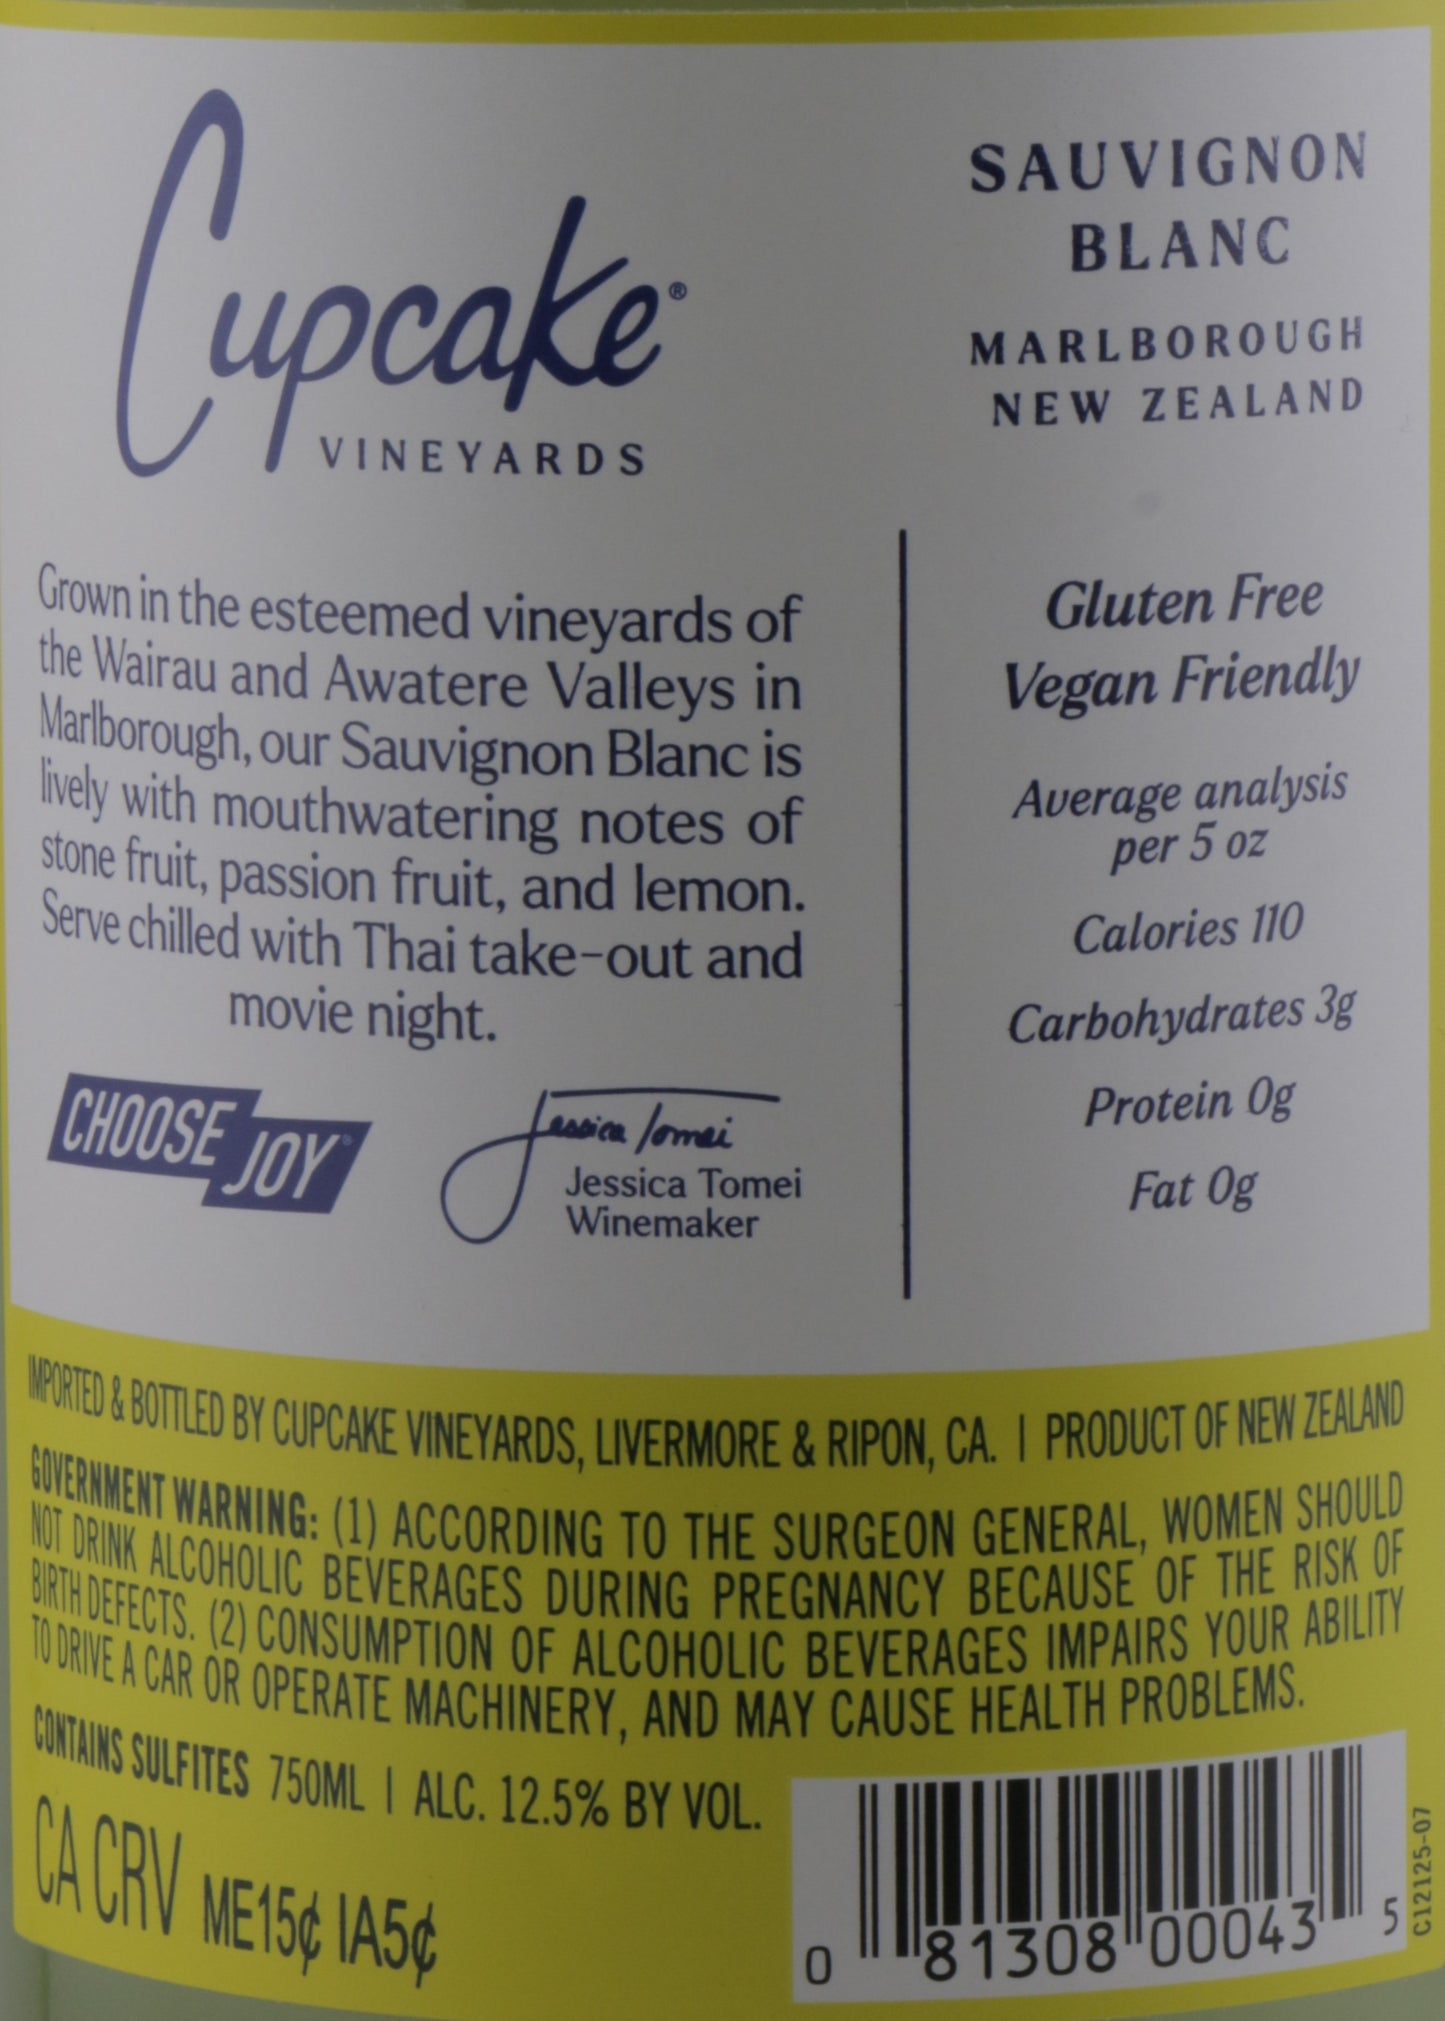 Cupcake®
VINEYARDS
SAUVIGNON
BLANC
MARLBOROUGH
NEW ZEALAND
Grown in the esteemed vineyards of
the Wairau and Awatere Valleys in
Marlborough, our Sauvignon Blanc is
lively with mouthwatering notes of
stone fruit, passion fruit, and lemon.
Serve chilled with Thai take-out and
movie night.
CHOOSE
JOY®
Jessica Tomei
Jessica Tomei
Winemaker
Gluten Free
Vegan Friendly
Average analysis
per 5 oz
Calories 110
Carbohydrates 3g
Protein 0g
Fat 0g
IMPORTED & BOTTLED BY CUPCAKE VINEYARDS, LIVERMORE & RIPON, CA. | PRODUCT OF NEW ZEALAND
GOVERNMENT WARNING: (1) ACCORDING TO THE SURGEON GENERAL, WOMEN SHOULD
NOT DRINK ALCOHOLIC BEVERAGES DURING PREGNANCY BECAUSE OF THE RISK OF
BIRTH DEFECTS. (2) CONSUMPTION OF ALCOHOLIC BEVERAGES IMPAIRS YOUR ABILITY
TO DRIVE A CAR OR OPERATE MACHINERY, AND MAY CAUSE HEALTH PROBLEMS.
CONTAINS SULFITES 750ML | ALC. 12.5% BY VOL.
CA CRV ME15¢ IA5¢
0 81308 00043 5
C12125-07